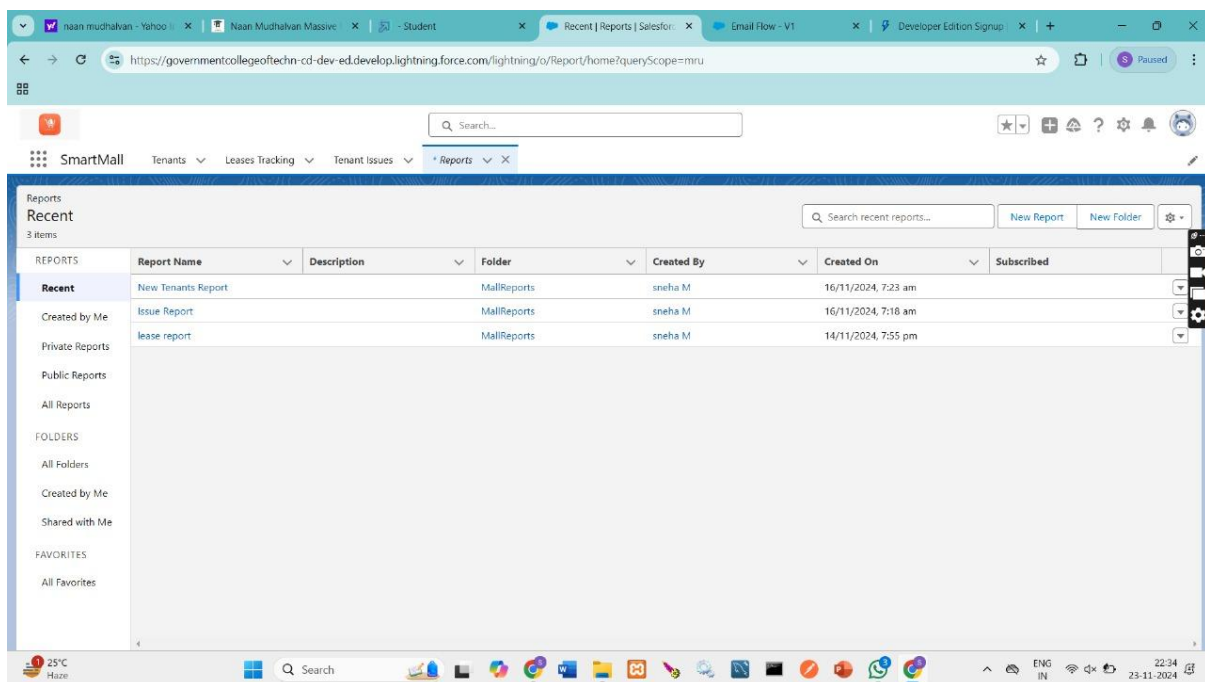 naan mudhalvan - Yahoo I
Naan Mudhalvan Massive
- Student
Recent | Reports | Salesforc
Email Flow - V1
Developer Edition Signup
https://governmentcollegeoftechn-cd-dev-ed.develop.lightning.force.com/lightning/o/Report/home?queryScope=mru
S Paused
Search...
SmartMall Tenants Leases Tracking Tenant Issues * Reports
Reports
Recent
3 items
Search recent reports...
New Report New Folder
REPORTS Report Name Description Folder Created By Created On Subscribed
Recent New Tenants Report MallReports sneha M 16/11/2024, 7:23 am
Created by Me Issue Report MallReports sneha M 16/11/2024, 7:18 am
Private Reports lease report MallReports sneha M 14/11/2024, 7:55 pm
Public Reports
All Reports
FOLDERS
All Folders
Created by Me
Shared with Me
FAVORITES
All Favorites
1 25°C
Haze
Search
ENG
IN
22:34
23-11-2024